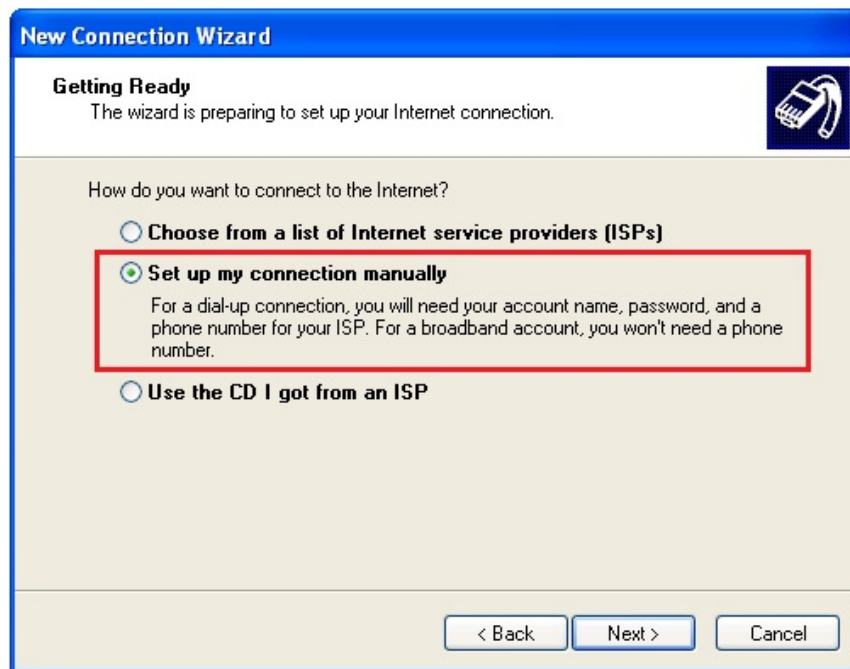 New Connection Wizard
Getting Ready
The wizard is preparing to set up your Internet connection.
How do you want to connect to the Internet?
Choose from a list of Internet service providers (ISPs)
Set up my connection manually
For a dial-up connection, you will need your account name, password, and a
phone number for your ISP. For a broadband account, you won't need a phone
number.
Use the CD I got from an ISP
< Back Next > Cancel